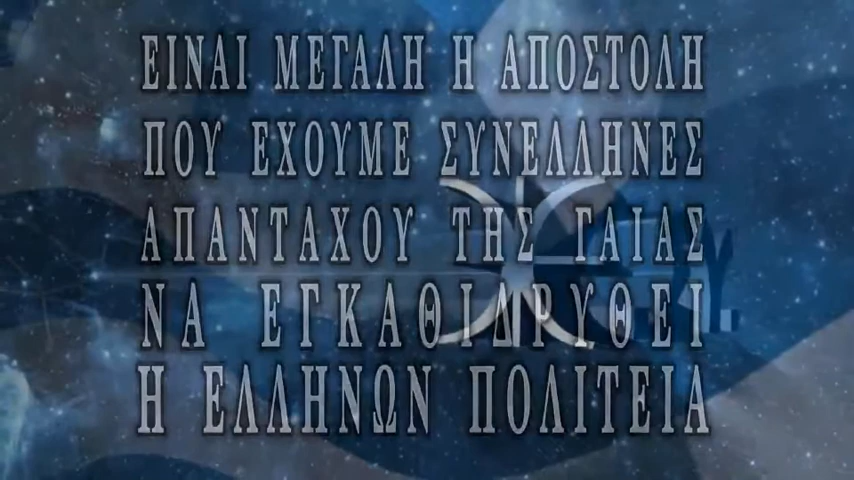 ΕΙΝΑΙ ΜΕΓΑΛΗ Η ΑΠΟΣΤΟΛΗ
ΠΟΥ ΕΧΟΥΜΕ ΣΥΝΕΛΛΗΝΕΣ
ΑΠΑΝΤΑΧΟΥ ΤΗΣ ΓΑΙΑΣ
ΝΑ ΕΓΚΑΘΙΔΡΥΘΕΙ
Η ΕΛΛΗΝΩΝ ΠΟΛΙΤΕΙΑ